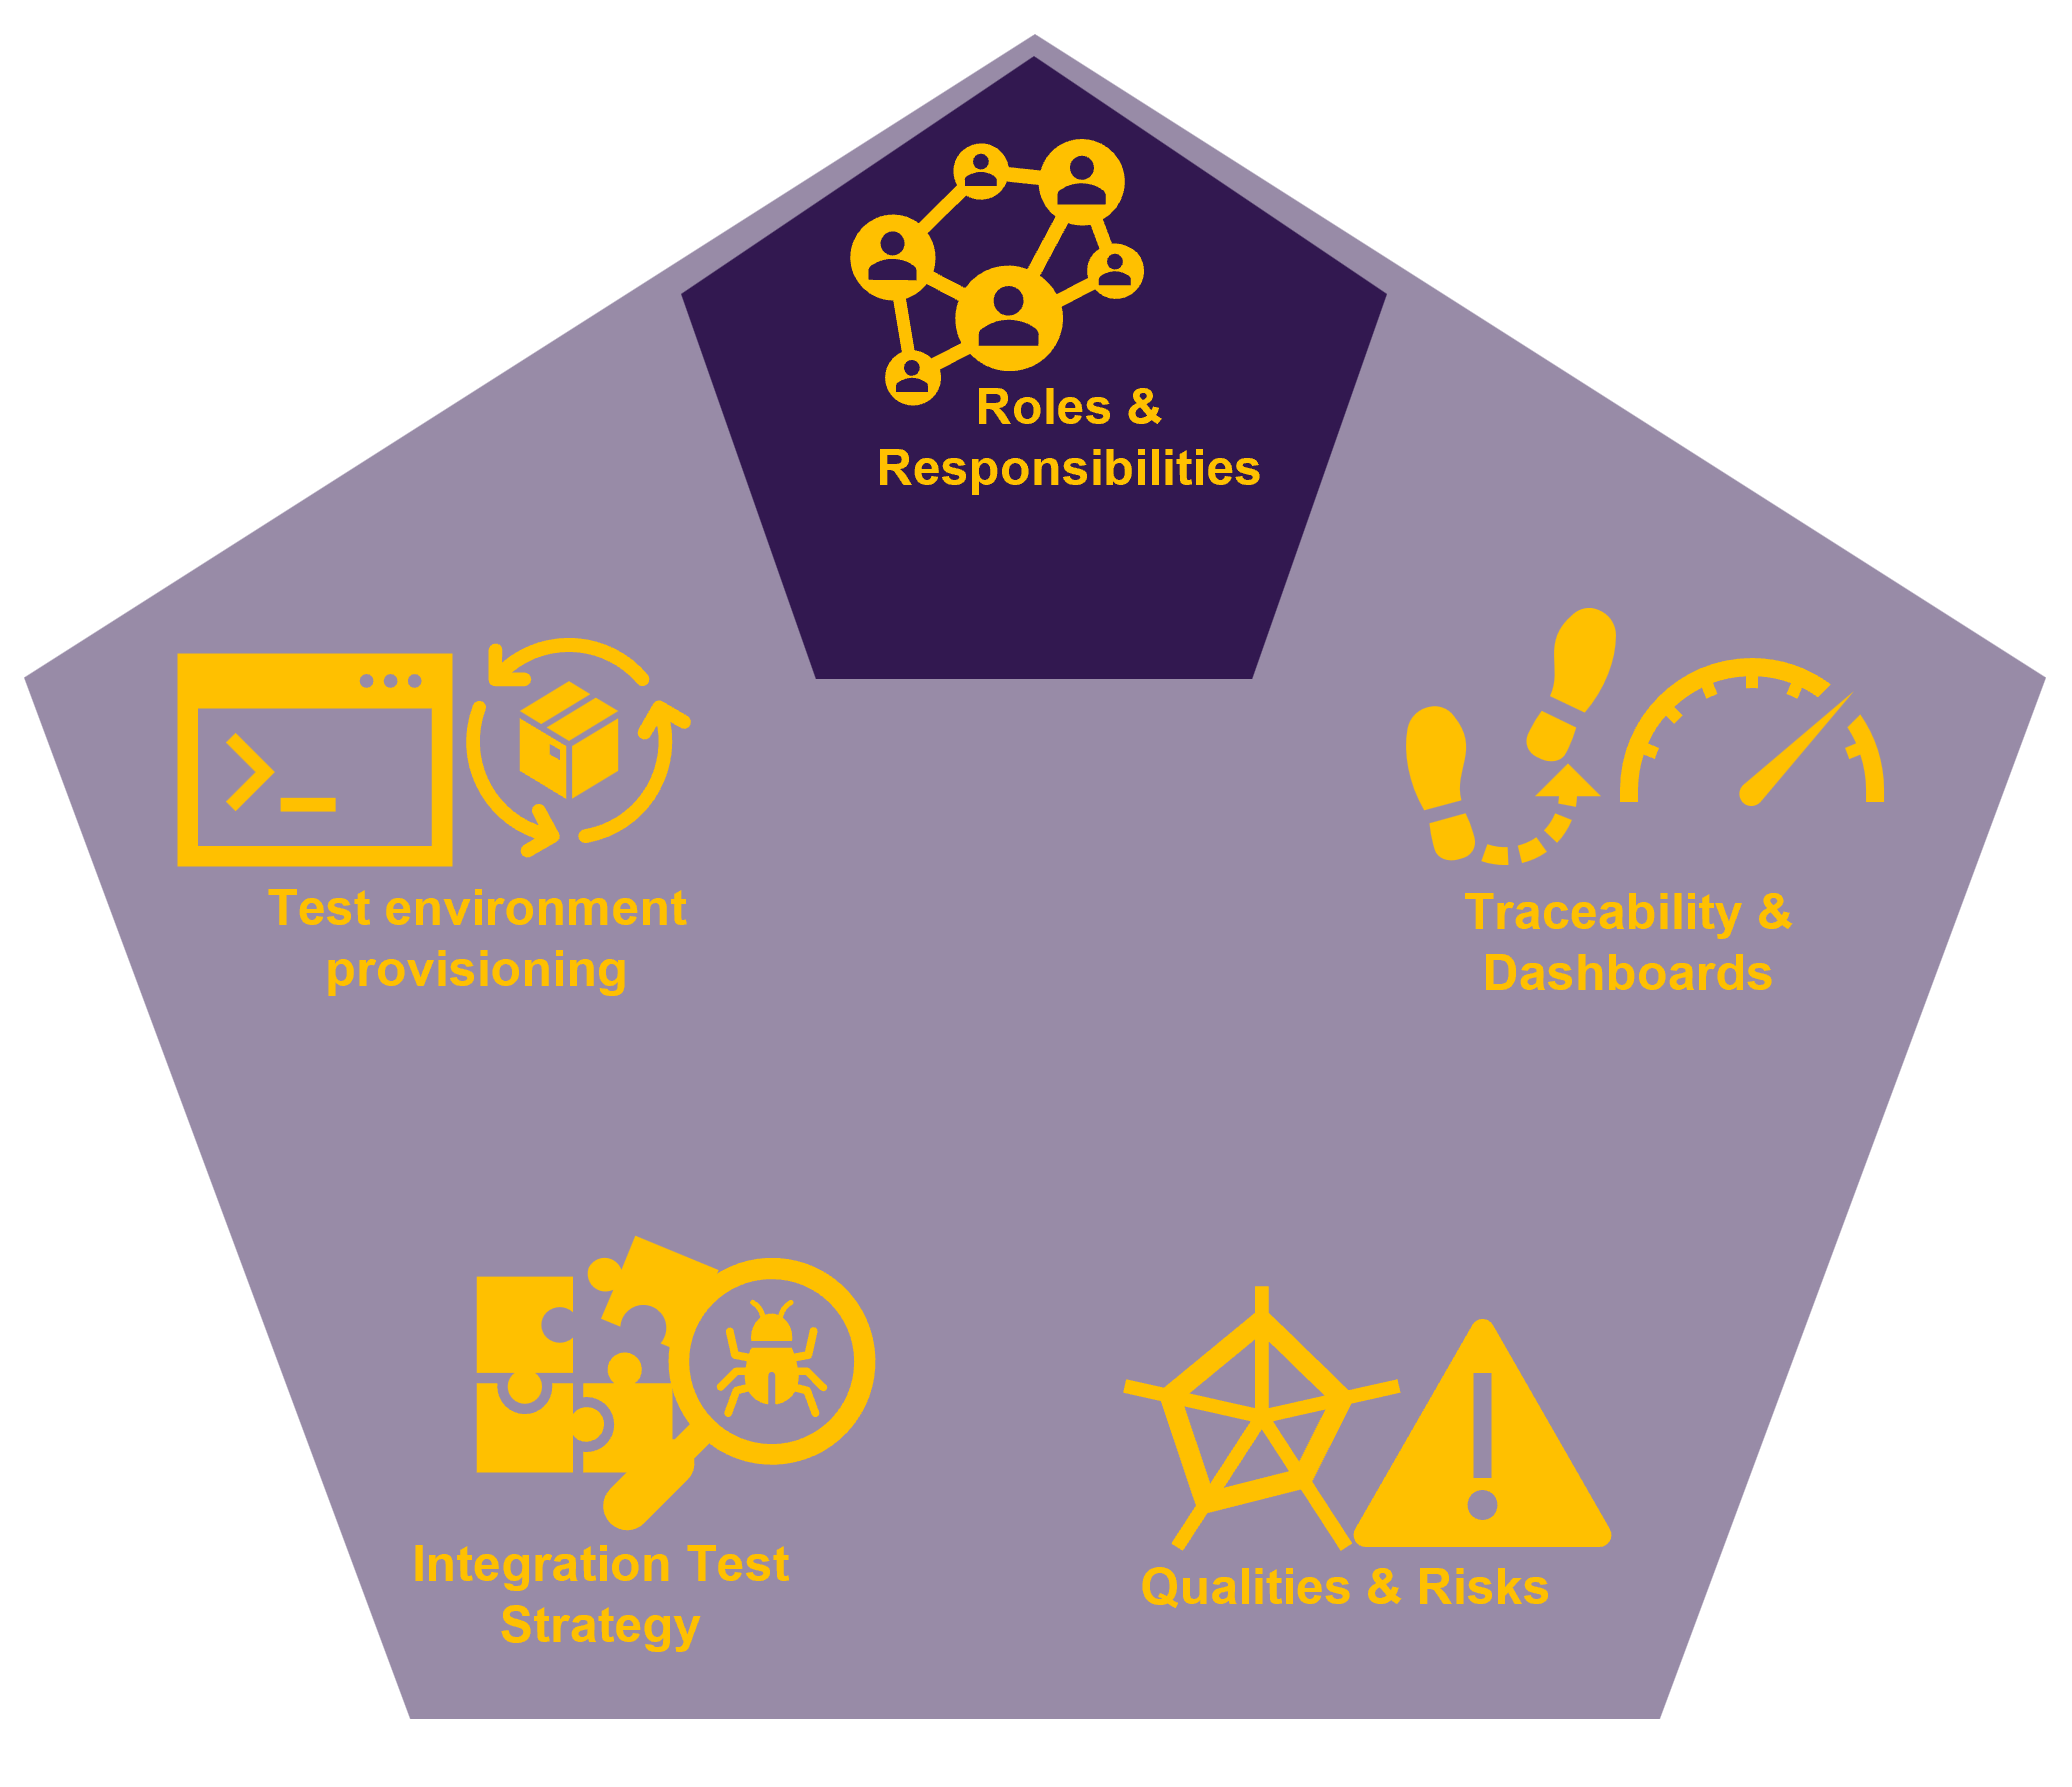 Roles &
Responsibilities
Test environment
provisioning
Traceability &
Dashboards
Integration Test
Strategy
Qualities & Risks